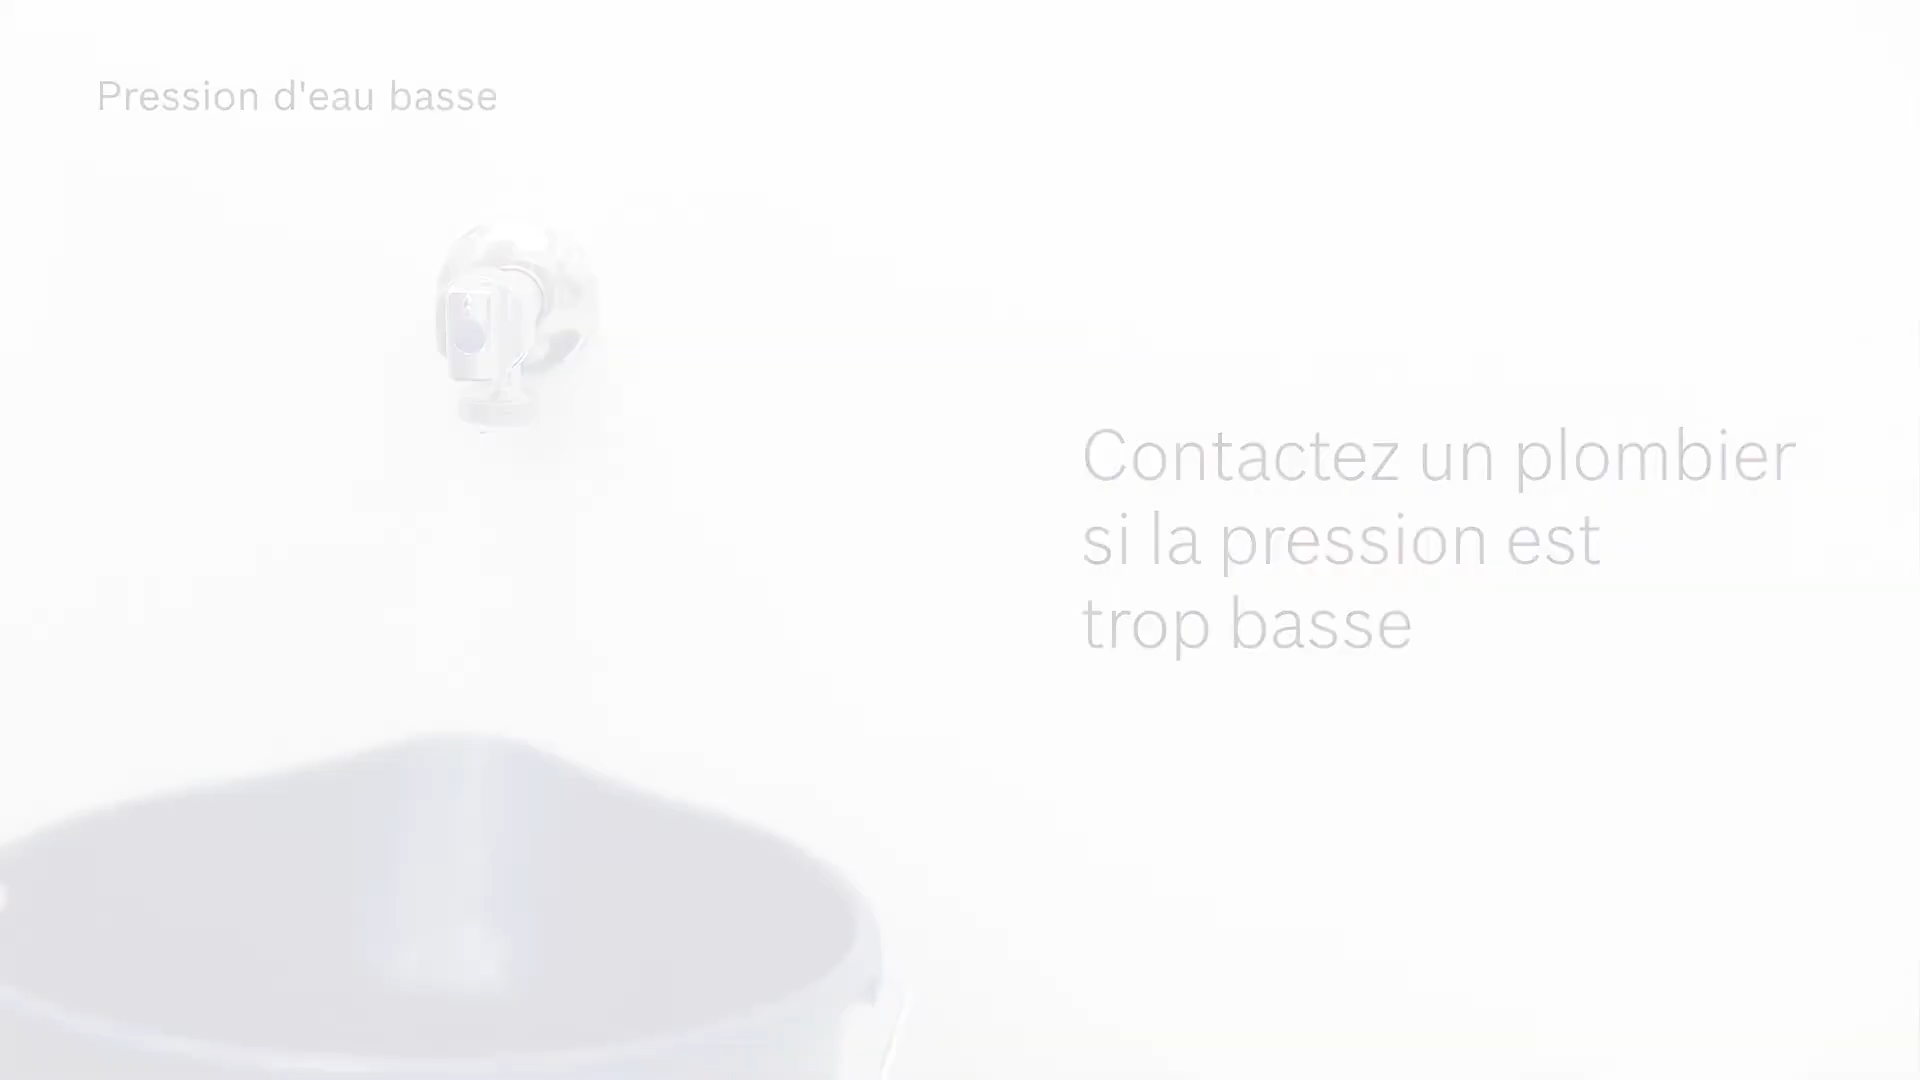 Pression d'eau basse
Contactez un plombier
si la pression est
trop basse